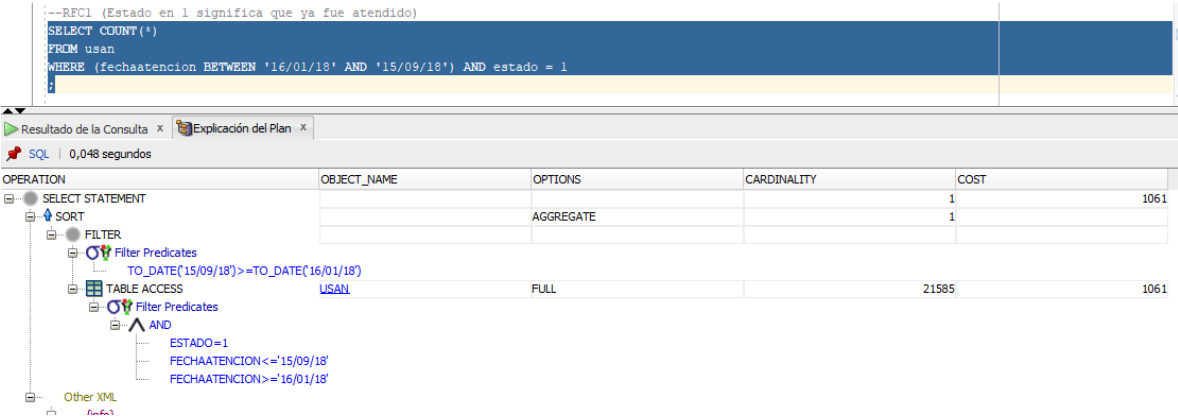 --RFC1 (Estado en 1 significa que ya fue atendido)
SELECT COUNT(*)
FROM usan
WHERE (fechaatencion BETWEEN '16/01/18' AND '15/09/18') AND estado = 1
;
Resultado de la Consulta x Explicación del Plan x
SQL | 0,048 segundos
OPERATION OBJECT_NAME OPTIONS CARDINALITY COST
SELECT STATEMENT 1 1061
SORT AGGREGATE 1
FILTER
Filter Predicates
TO_DATE('15/09/18')>=TO_DATE('16/01/18')
TABLE ACCESS USAN FULL 21585 1061
Filter Predicates
AND
ESTADO=1
FECHAATENCION<='15/09/18'
FECHAATENCION>='16/01/18'
Other XML
{info}